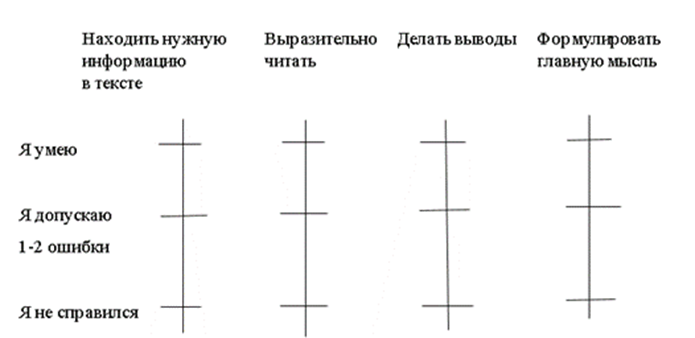 Находить нужную
информацию
в тексте
Выразительно
читать
Делать выводы
Формулировать
главную мысль
Я умею
Я допускаю
1-2 ошибки
Я не справился